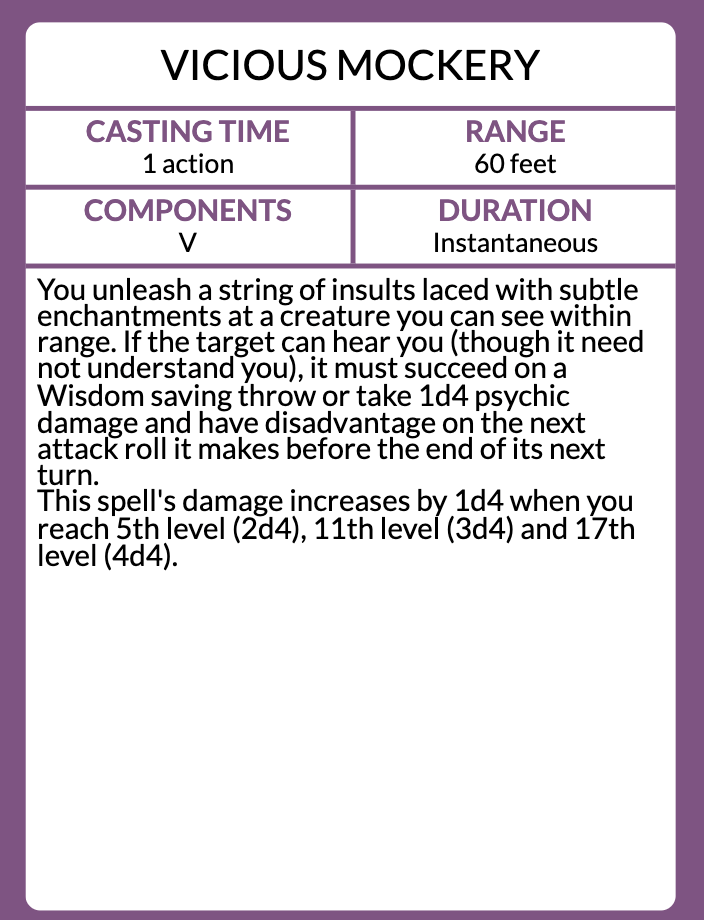 VICIOUS MOCKERY
CASTING TIME
1 action
RANGE
60 feet
COMPONENTS
V
DURATION
Instantaneous
You unleash a string of insults laced with subtle
enchantments at a creature you can see within
range. If the target can hear you (though it need
not understand you), it must succeed on a
Wisdom saving throw or take 1d4 psychic
damage and have disadvantage on the next
attack roll it makes before the end of its next
turn.
This spell's damage increases by 1d4 when you
reach 5th level (2d4), 11th level (3d4) and 17th
level (4d4).